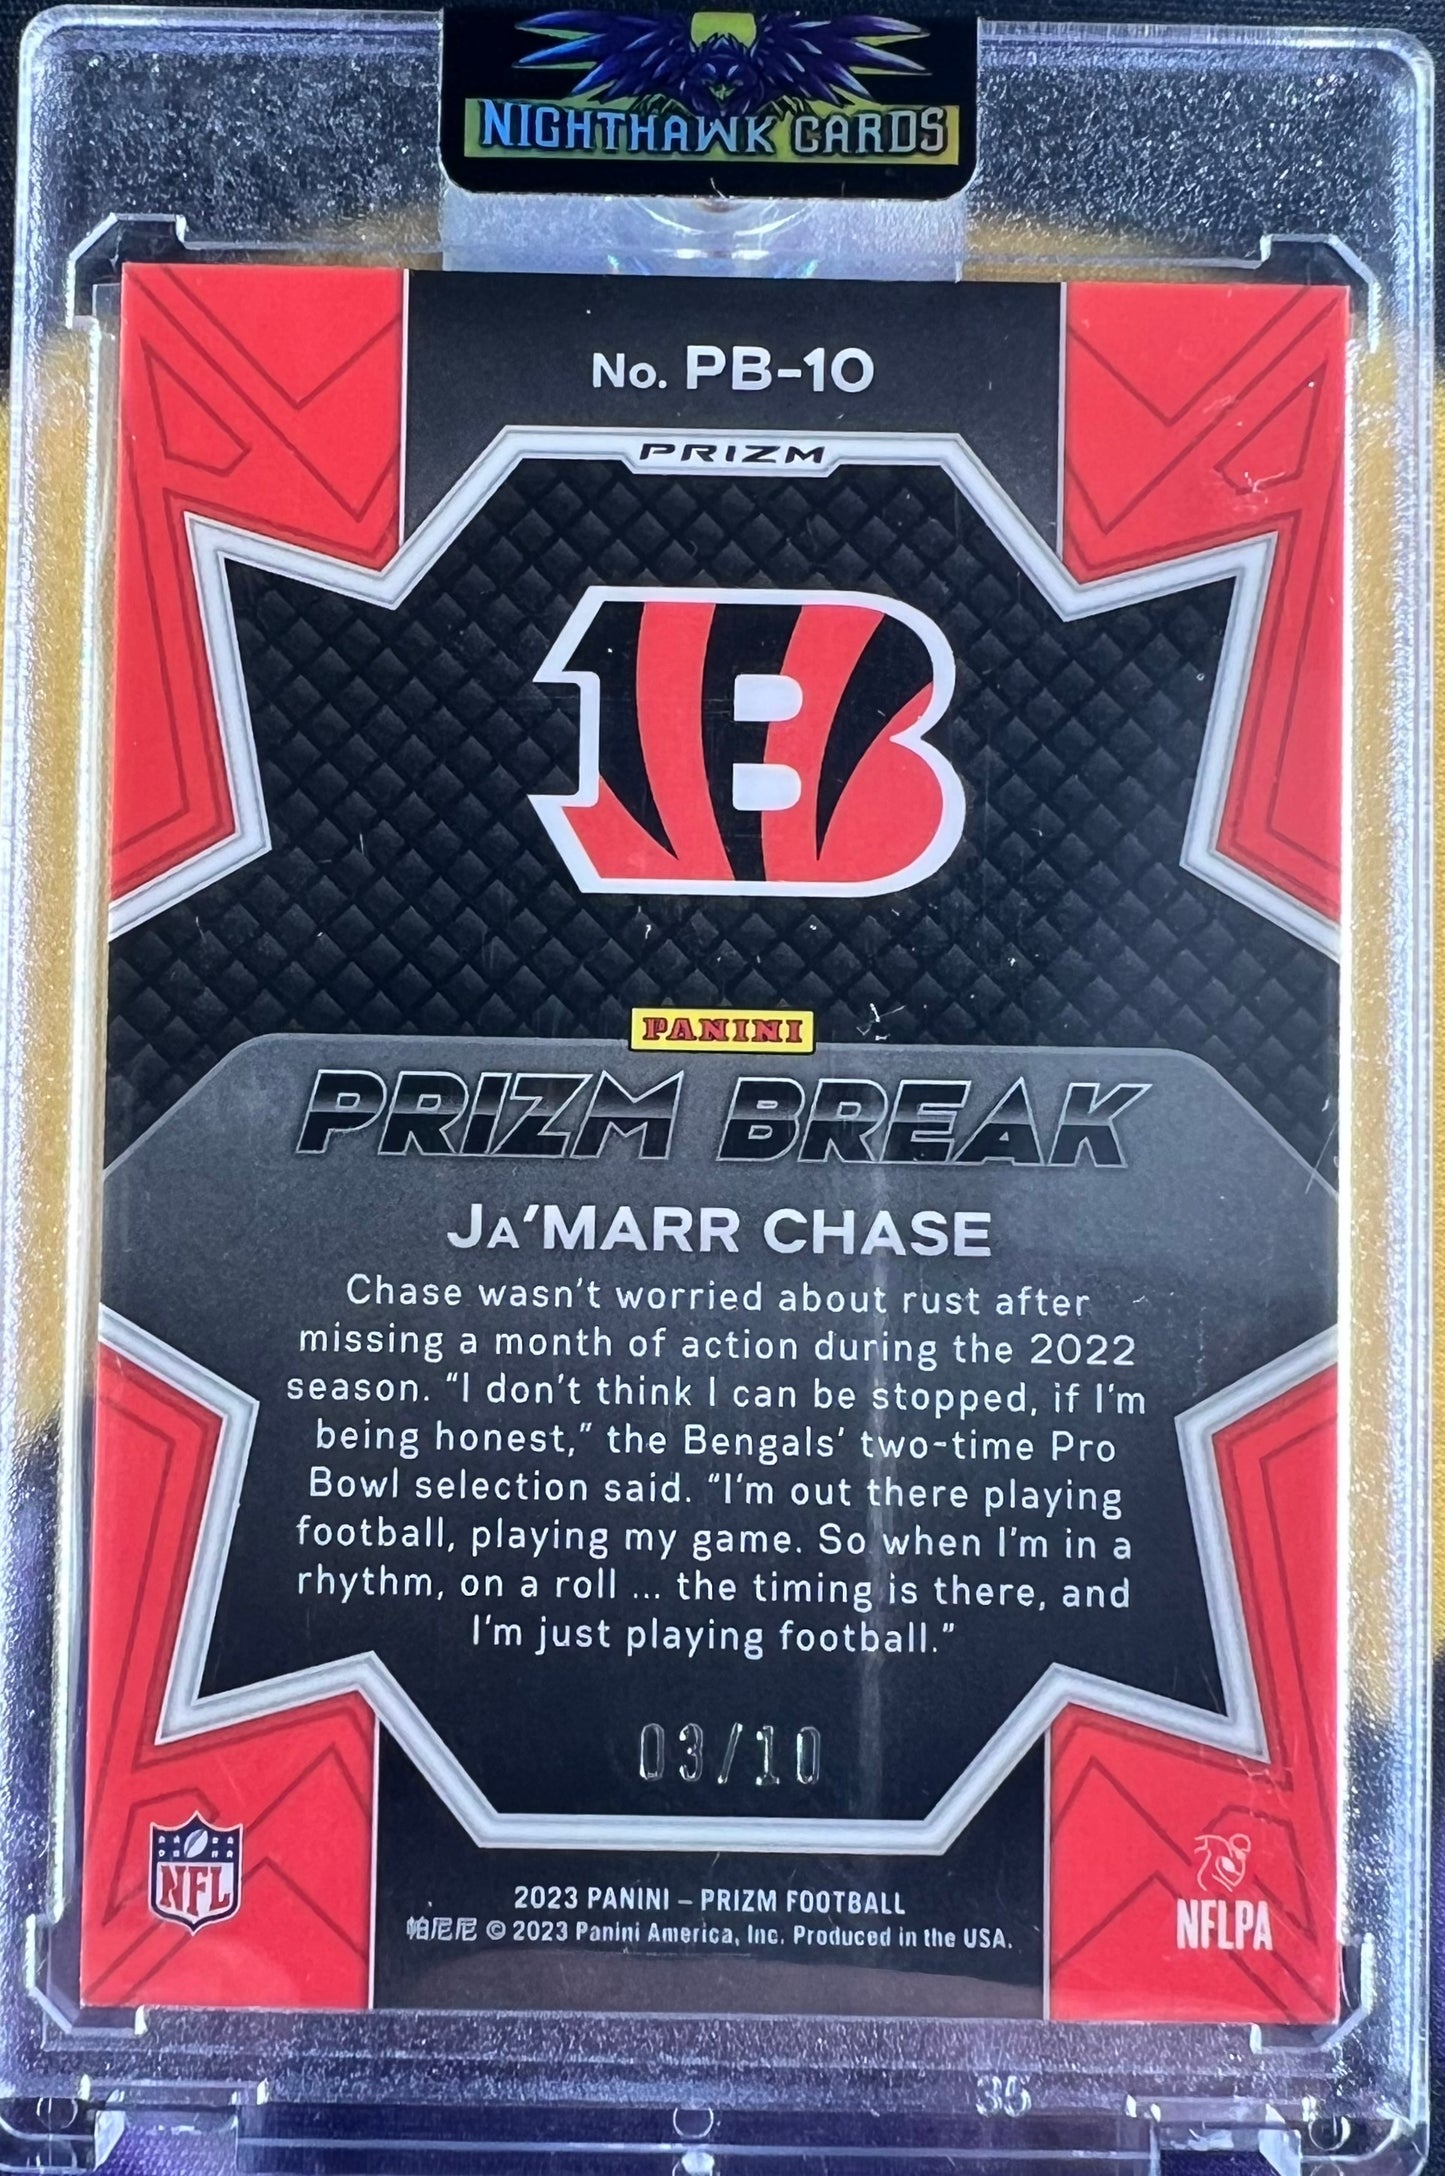 NIGHTHAWK CARDS
No. PB-10
PRIZM
PANINI
PRIZM BREAK
JA'MARR CHASE
Chase wasn't worried about rust after
missing a month of action during the 2022
season. “I don't think I can be stopped, if I'm
being honest,” the Bengals' two-time Pro
Bowl selection said. “I'm out there playing
football, playing my game. So when I'm in a
rhythm, on a roll ... the timing is there, and
I'm just playing football.”
03/10
NFL
NFLPA
2023 PANINI – PRIZM FOOTBALL
帕尼尼 © 2023 Panini America, Inc. Produced in the USA.
35